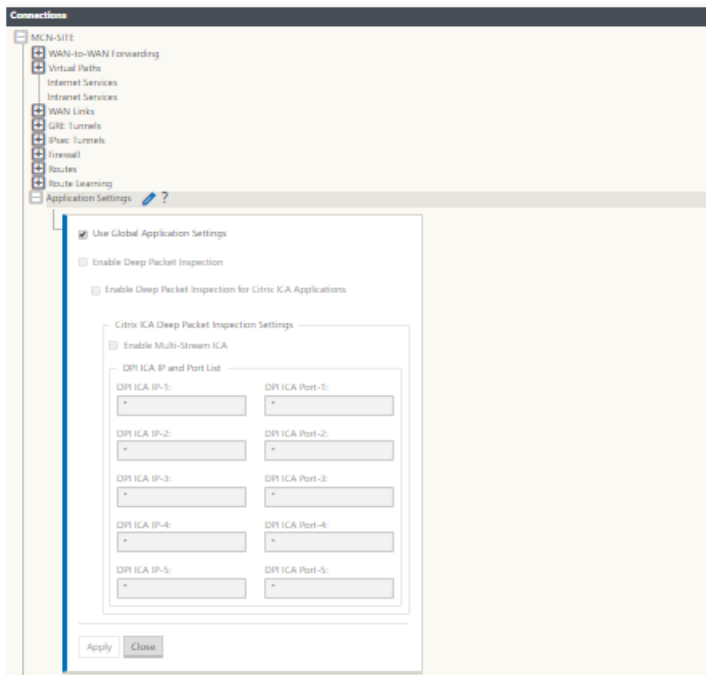 Connections
MCN-SITE
WAN-to-WAN Forwarding
Virtual Paths
Internet Services
Intranet Services
WAN Links
GRE Tunnels
IPsec Tunnels
Firewall
Routes
Route Learning
Application Settings ?
Use Global Application Settings
Enable Deep Packet Inspection
Enable Deep Packet Inspection for Citrix ICA Applications
Citrix ICA Deep Packet Inspection Settings
Enable Multi-Stream ICA
DPI ICA IP and Port List
DPI ICA IP-1: DPI ICA Port-1:
* *
DPI ICA IP-2: DPI ICA Port-2:
* *
DPI ICA IP-3: DPI ICA Port-3:
* *
DPI ICA IP-4: DPI ICA Port-4:
* *
DPI ICA IP-5: DPI ICA Port-5:
* *
Apply Close